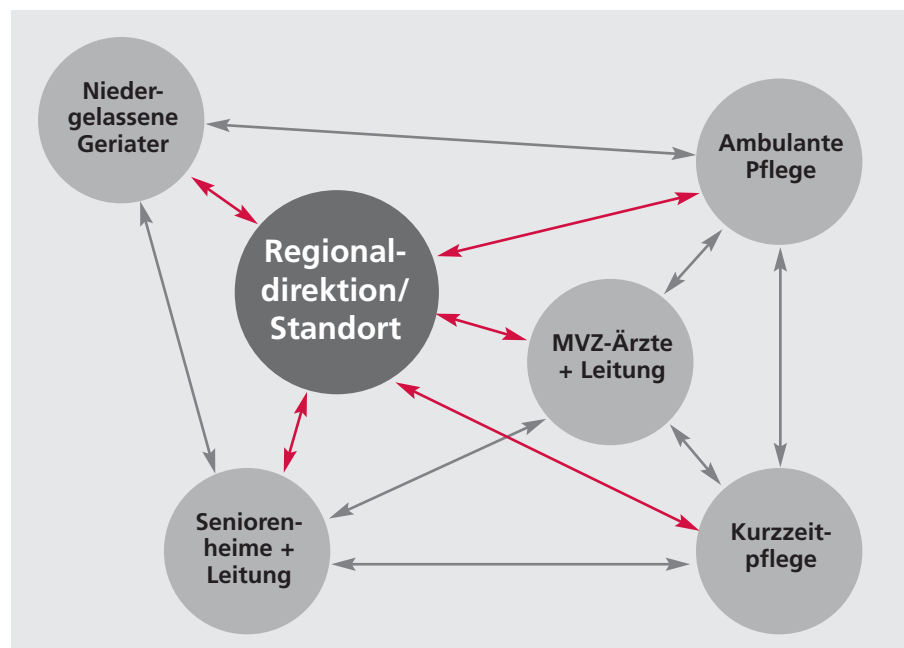 Nieder-
gelassene
Geriater
Ambulante
Pflege
Regional-
direktion/
Standort
MVZ-Ärzte
+ Leitung
Senioren-
heime +
Leitung
Kurzzeit-
pflege